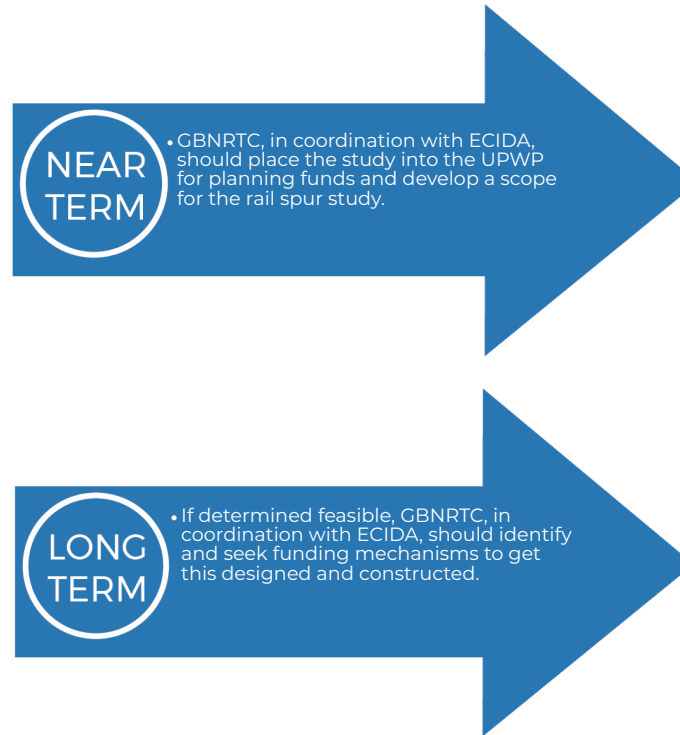 NEAR
TERM
• GBNRTC, in coordination with ECIDA,
should place the study into the UPWP
for planning funds and develop a scope
for the rail spur study.
LONG
TERM
• If determined feasible, GBNRTC, in
coordination with ECIDA, should identify
and seek funding mechanisms to get
this designed and constructed.